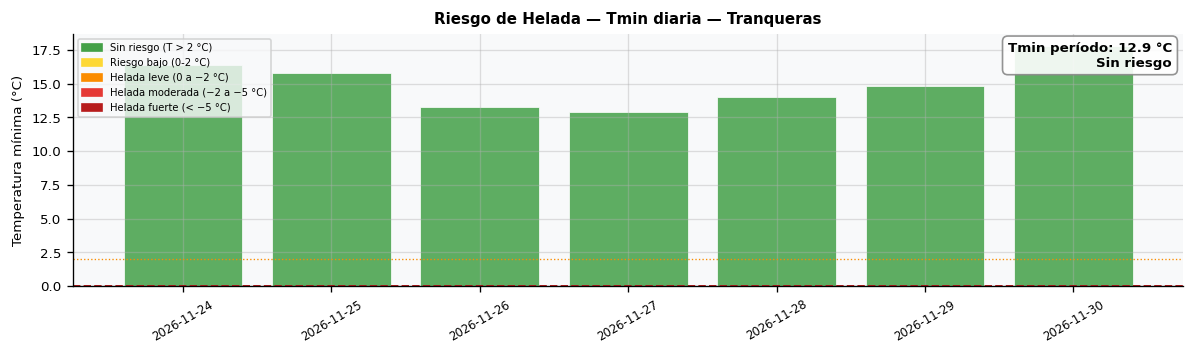 Riesgo de Helada — Tmin diaria — Tranqueras
Sin riesgo (T > 2 °C)
Riesgo bajo (0-2 °C)
Helada leve (0 a −2 °C)
Helada moderada (−2 a −5 °C)
Helada fuerte (< −5 °C)
Tmin período: 12.9 °C
Sin riesgo
Temperatura mínima (°C)
17.5
15.0
12.5
10.0
7.5
5.0
2.5
0.0
2026-11-24
2026-11-25
2026-11-26
2026-11-27
2026-11-28
2026-11-29
2026-11-30